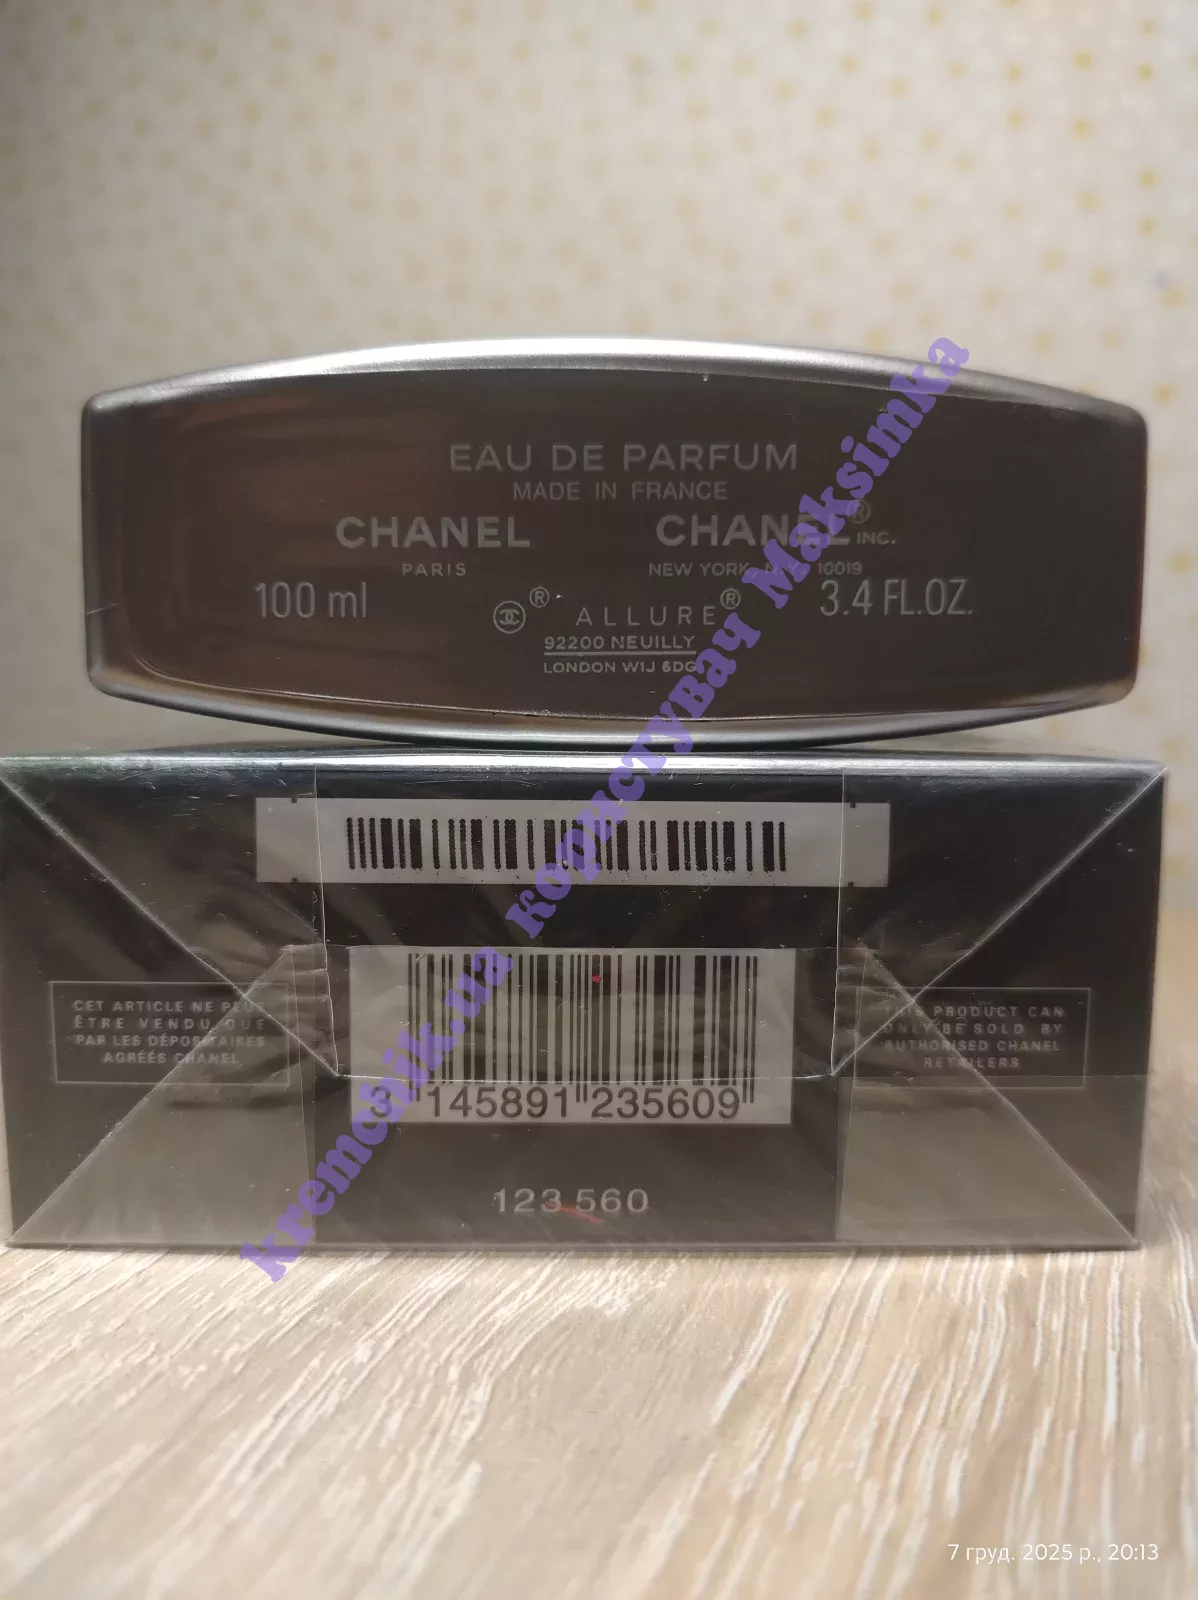 EAU DE PARFUM
MADE IN FRANCE
CHANEL
PARIS
CHANEL® INC.
NEW YORK, N.Y. 10019
100 ml
® ALLURE®
3.4 FL.OZ.
92200 NEUILLY
LONDON W1J 6DG
CET ARTICLE NE PEUT
ÊTRE VENDU QUE
PAR LES DÉPOSITAIRES
AGRÉÉS CHANEL
THIS PRODUCT CAN
ONLY BE SOLD BY
AUTHORISED CHANEL
RETAILERS
3 145891 235609
123 560
kremchik.ua користувач Maksimka
7 груд. 2025 р., 20:13